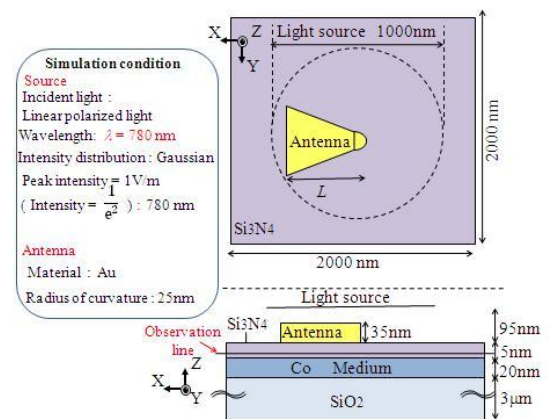 Simulation condition
Source
Incident light :
Linear polarized light
Wavelength: λ = 780 nm
Intensity distribution : Gaussian
Peak intensity = 1V/m
( Intensity = 1/e² ) : 780 nm
Antenna
Material : Au
Radius of curvature : 25nm
X Z
Y
Light source 1000nm
Antenna
L
Si3N4
2000 nm
2000 nm
Light source
Si3N4
Antenna
35nm
95nm
Observation
line
5nm
Co Medium
20nm
Z
X
Y
SiO2
3μm